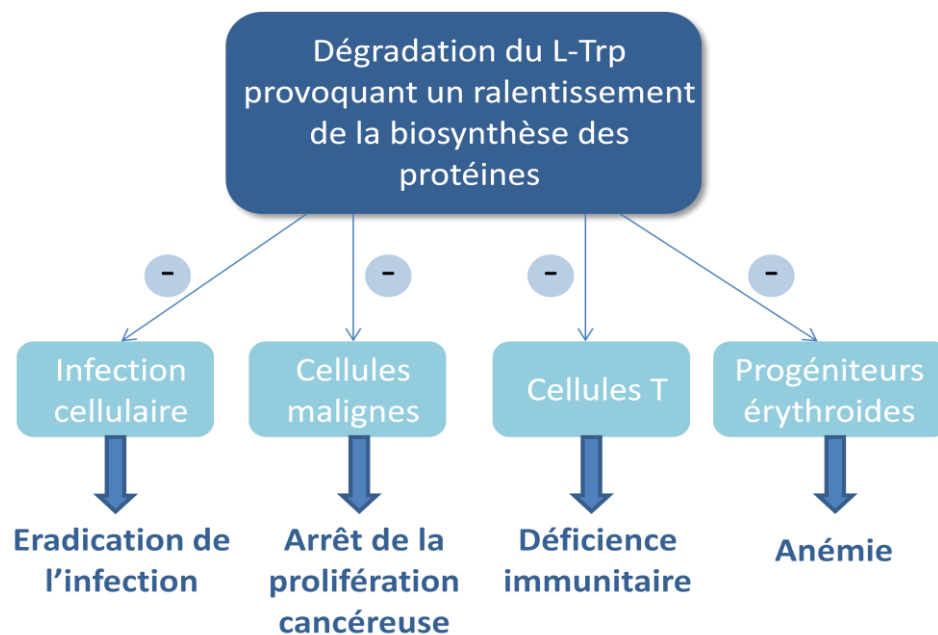 Dégradation du L-Trp
provoquant un ralentissement
de la biosynthèse des
protéines
-
-
-
-
Infection
cellulaire
Cellules
malignes
Cellules T
Progéniteurs
érythroides
Eradication de
l'infection
Arrêt de la
prolifération
cancéreuse
Déficience
immunitaire
Anémie